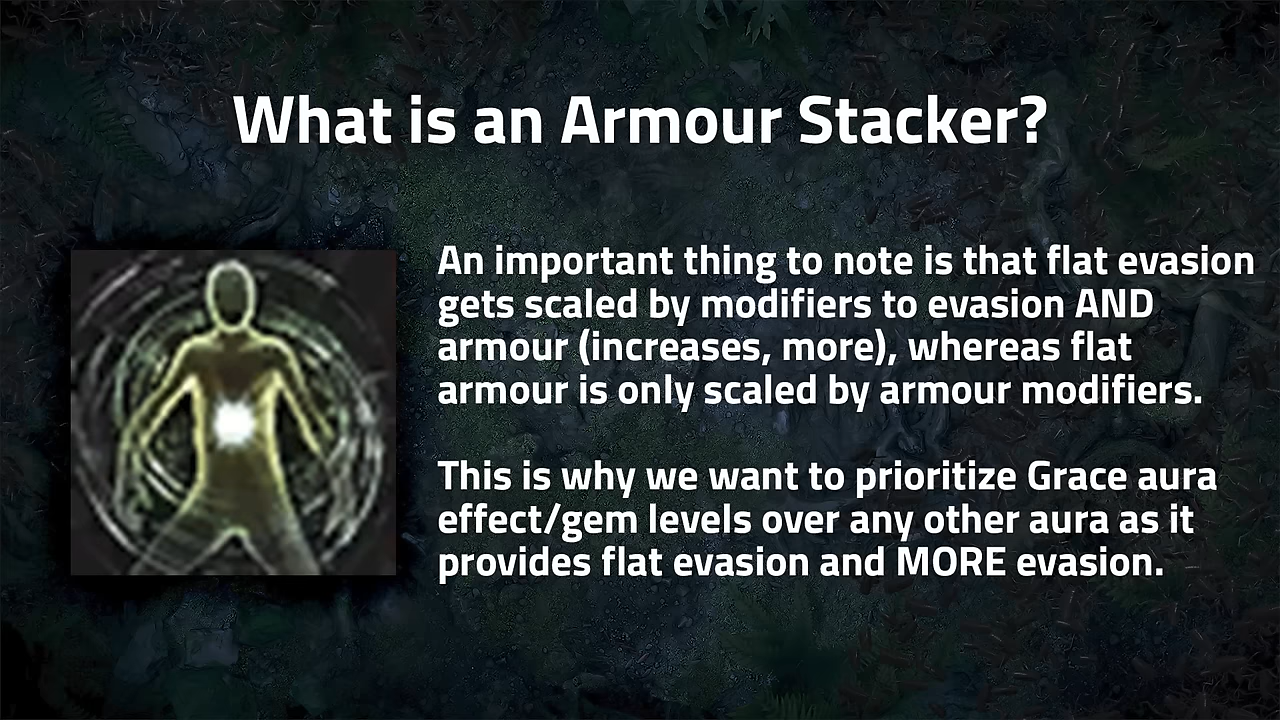 What is an Armour Stacker?
An important thing to note is that flat evasion
gets scaled by modifiers to evasion AND
armour (increases, more), whereas flat
armour is only scaled by armour modifiers.
This is why we want to prioritize Grace aura
effect/gem levels over any other aura as it
provides flat evasion and MORE evasion.